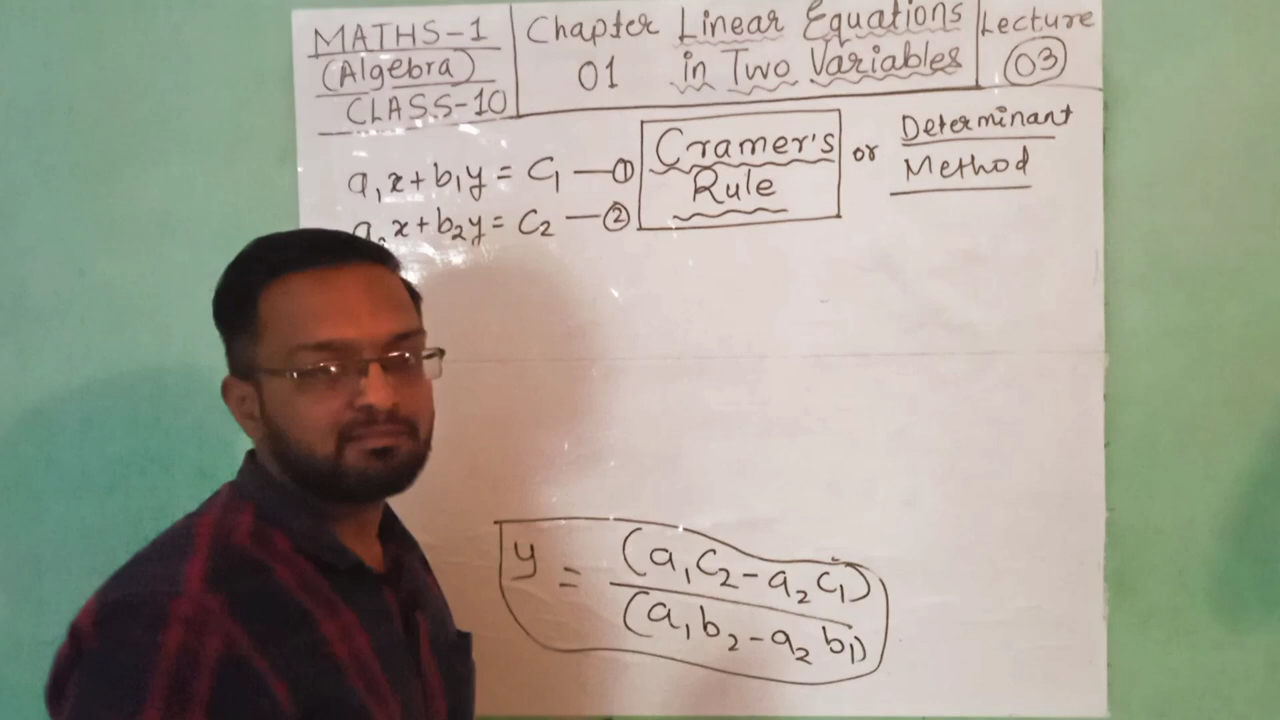 MATHS-1
(Algebra)
CLASS-10
Chapter Linear Equations
01 in Two Variables
Lecture
03
a₁x+b₁y = C₁ —①
a₂x+b₂y= C₂ —②
Cramer's
Rule
or
Determinant
Method
y = (a₁c₂-a₂c₁)
(a₁b₂-a₂b₁)